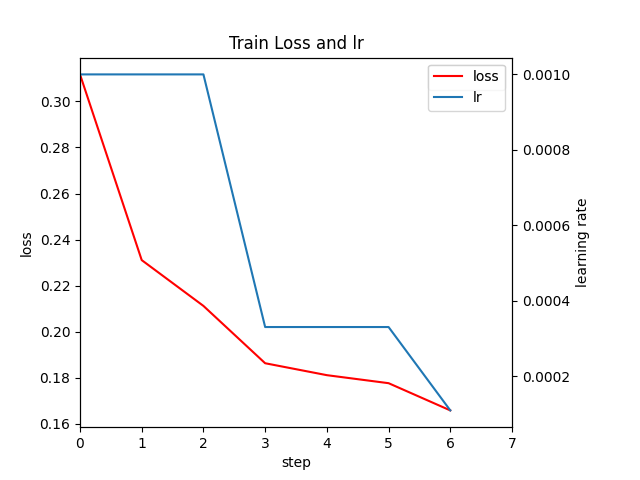 Train Loss and lr
loss
lr
0.30
0.28
0.26
0.24
0.22
0.20
0.18
0.16
loss
0.0010
0.0008
0.0006
0.0004
0.0002
learning rate
0 1 2 3 4 5 6 7
step